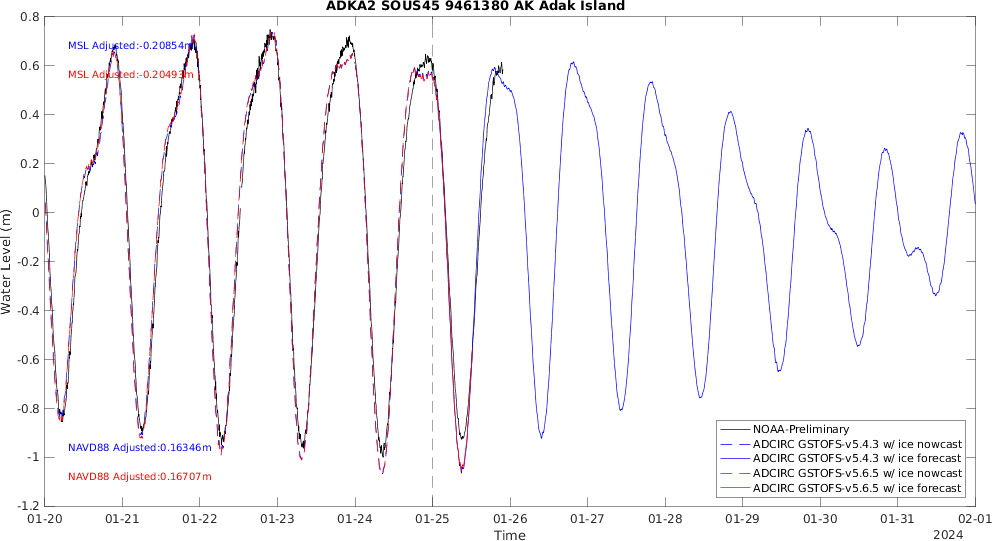 ADKA2 SOUS45 9461380 AK Adak Island
0.8
0.6
0.4
0.2
0
-0.2
-0.4
-0.6
-0.8
-1
-1.2
Water Level (m)
MSL Adjusted:-0.20854m
MSL Adjusted:-0.20493m
NAVD88 Adjusted:0.16346m
NAVD88 Adjusted:0.16707m
NOAA-Preliminary
ADCIRC GSTOFS-v5.4.3 w/ ice nowcast
ADCIRC GSTOFS-v5.4.3 w/ ice forecast
ADCIRC GSTOFS-v5.6.5 w/ ice nowcast
ADCIRC GSTOFS-v5.6.5 w/ ice forecast
01-20 01-21 01-22 01-23 01-24 01-25 01-26 01-27 01-28 01-29 01-30 01-31 02-01
Time
2024